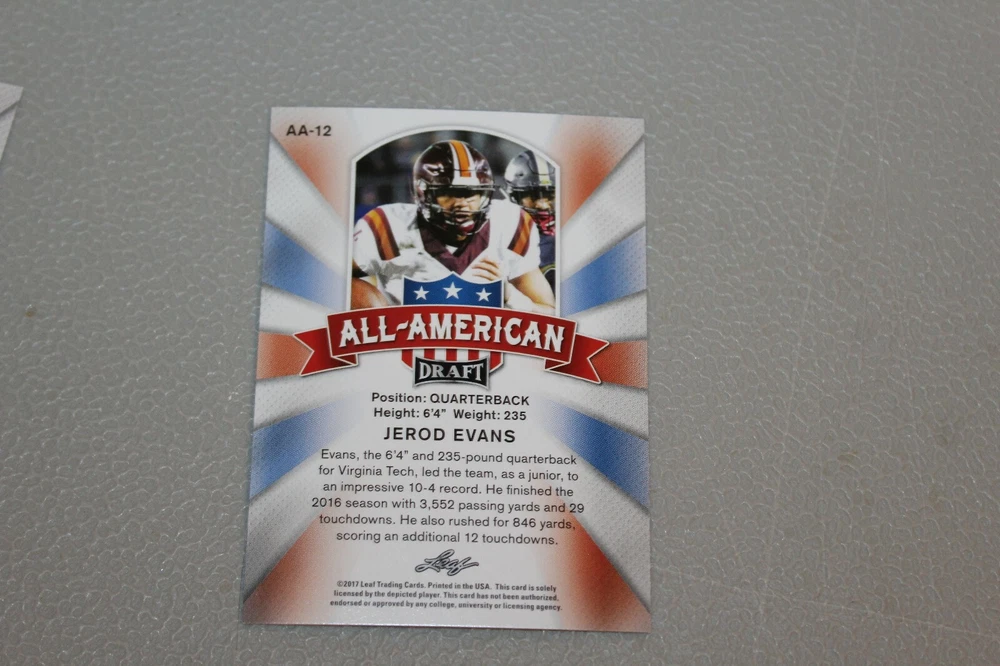 AA-12
ALL-AMERICAN
DRAFT
Position: QUARTERBACK
Height: 6'4" Weight: 235
JEROD EVANS
Evans, the 6'4" and 235-pound quarterback
for Virginia Tech, led the team, as a junior, to
an impressive 10-4 record. He finished the
2016 season with 3,552 passing yards and 29
touchdowns. He also rushed for 846 yards,
scoring an additional 12 touchdowns.
Leaf
©2017 Leaf Trading Cards. Printed in the USA. This card is solely
licensed by the depicted player. This card has not been authorized,
endorsed or approved by any college, university or licensing agency.